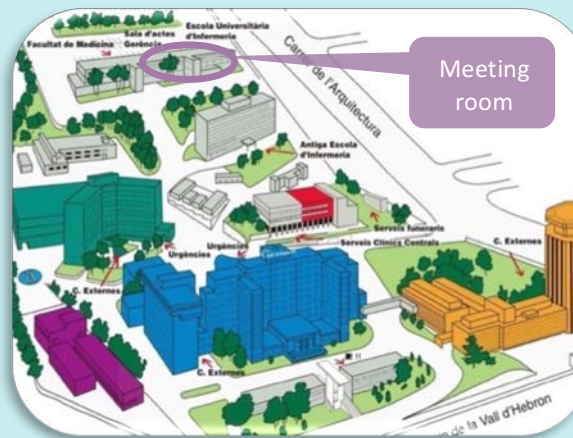 Escola Universitària
d'Infermeria
Sala d'actes
Gerència
Facultat de Medicina
Carrer de l'Arquitectura
Meeting
room
Antiga Escola
d'Infermeria
Serveis funeraris
Serveis Clínics Centrals
Urgències
Urgències
C. Externes
C. Externes
C. Externes
de la Vall d'Hebron